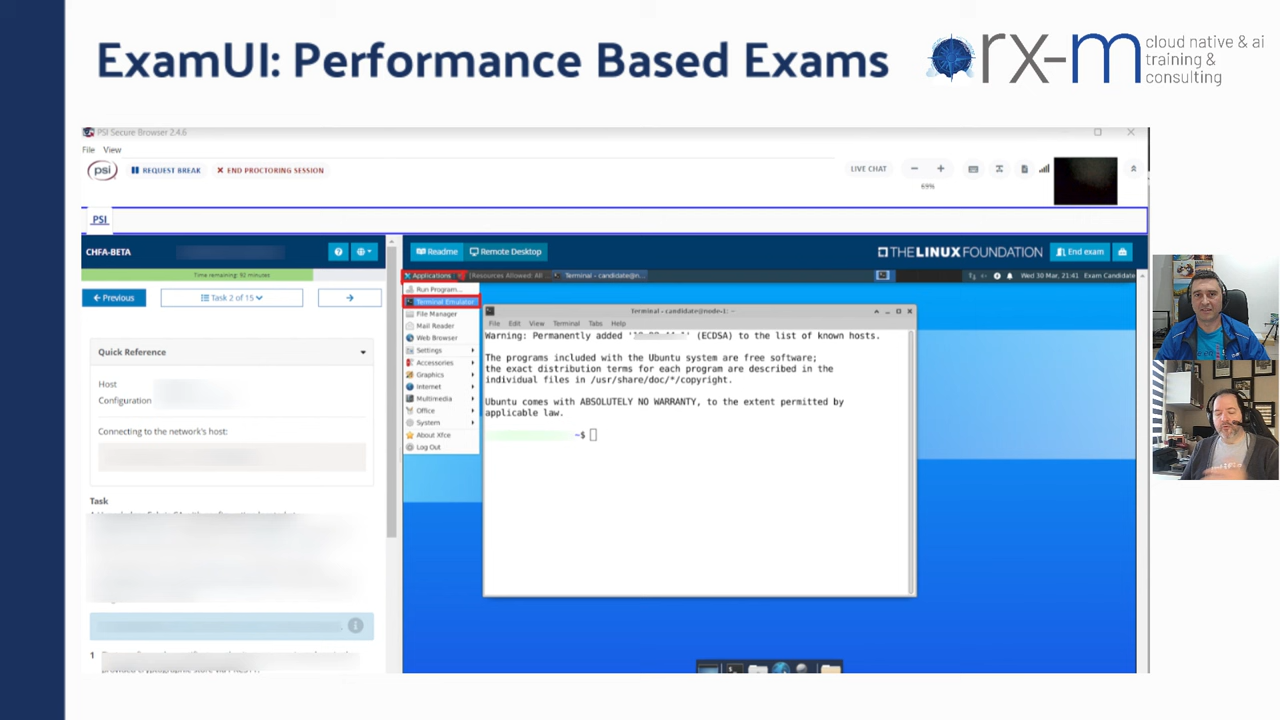 ExamUI: Performance Based Exams
rx-m
cloud native & ai
training &
consulting
PSI Secure Browser 2.4.6
File View
psi
REQUEST BREAK
END PROCTORING SESSION
LIVE CHAT
69%
PSI
CHFA-BETA
Readme
Remote Desktop
THE LINUX FOUNDATION
End exam
Time remaining: 92 minutes
Applications
[Resources Allowed: All ...
Terminal - candidate@n...
Wed 30 Mar, 21:41 Exam Candidate
Previous
Task 2 of 15
Run Program...
Terminal Emulator
File Manager
Mail Reader
Web Browser
Settings
Accessories
Graphics
Internet
Multimedia
Office
System
About Xfce
Log Out
Terminal - candidate@node-1: ~
File Edit View Terminal Tabs Help
Warning: Permanently added (ECDSA) to the list of known hosts.
The programs included with the Ubuntu system are free software;
the exact distribution terms for each program are described in the
individual files in /usr/share/doc/*/copyright.
Ubuntu comes with ABSOLUTELY NO WARRANTY, to the extent permitted by
applicable law.
~$
Quick Reference
Host
Configuration
Connecting to the network's host:
Task
1